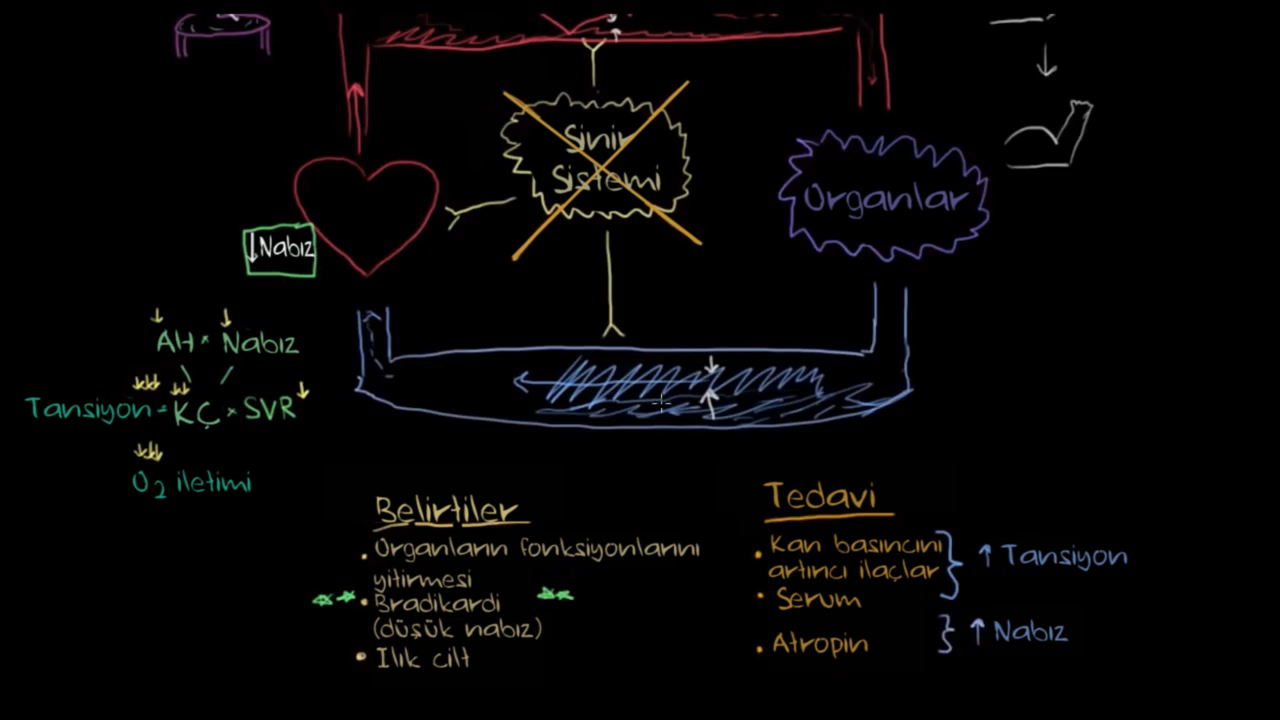 Sinir
Sistemi
Organlar
↓Nabız
AH × Nabız
Tansiyon = KÇ × SVR
O₂ iletimi
Belirtiler
• Organların fonksiyonlarını
yitirmesi
• Bradikardi
(düşük nabız)
• Ilık cilt
Tedavi
• Kan basıncını
artırıcı ilaçlar
• Serum
↑ Tansiyon
• Atropin
↑ Nabız